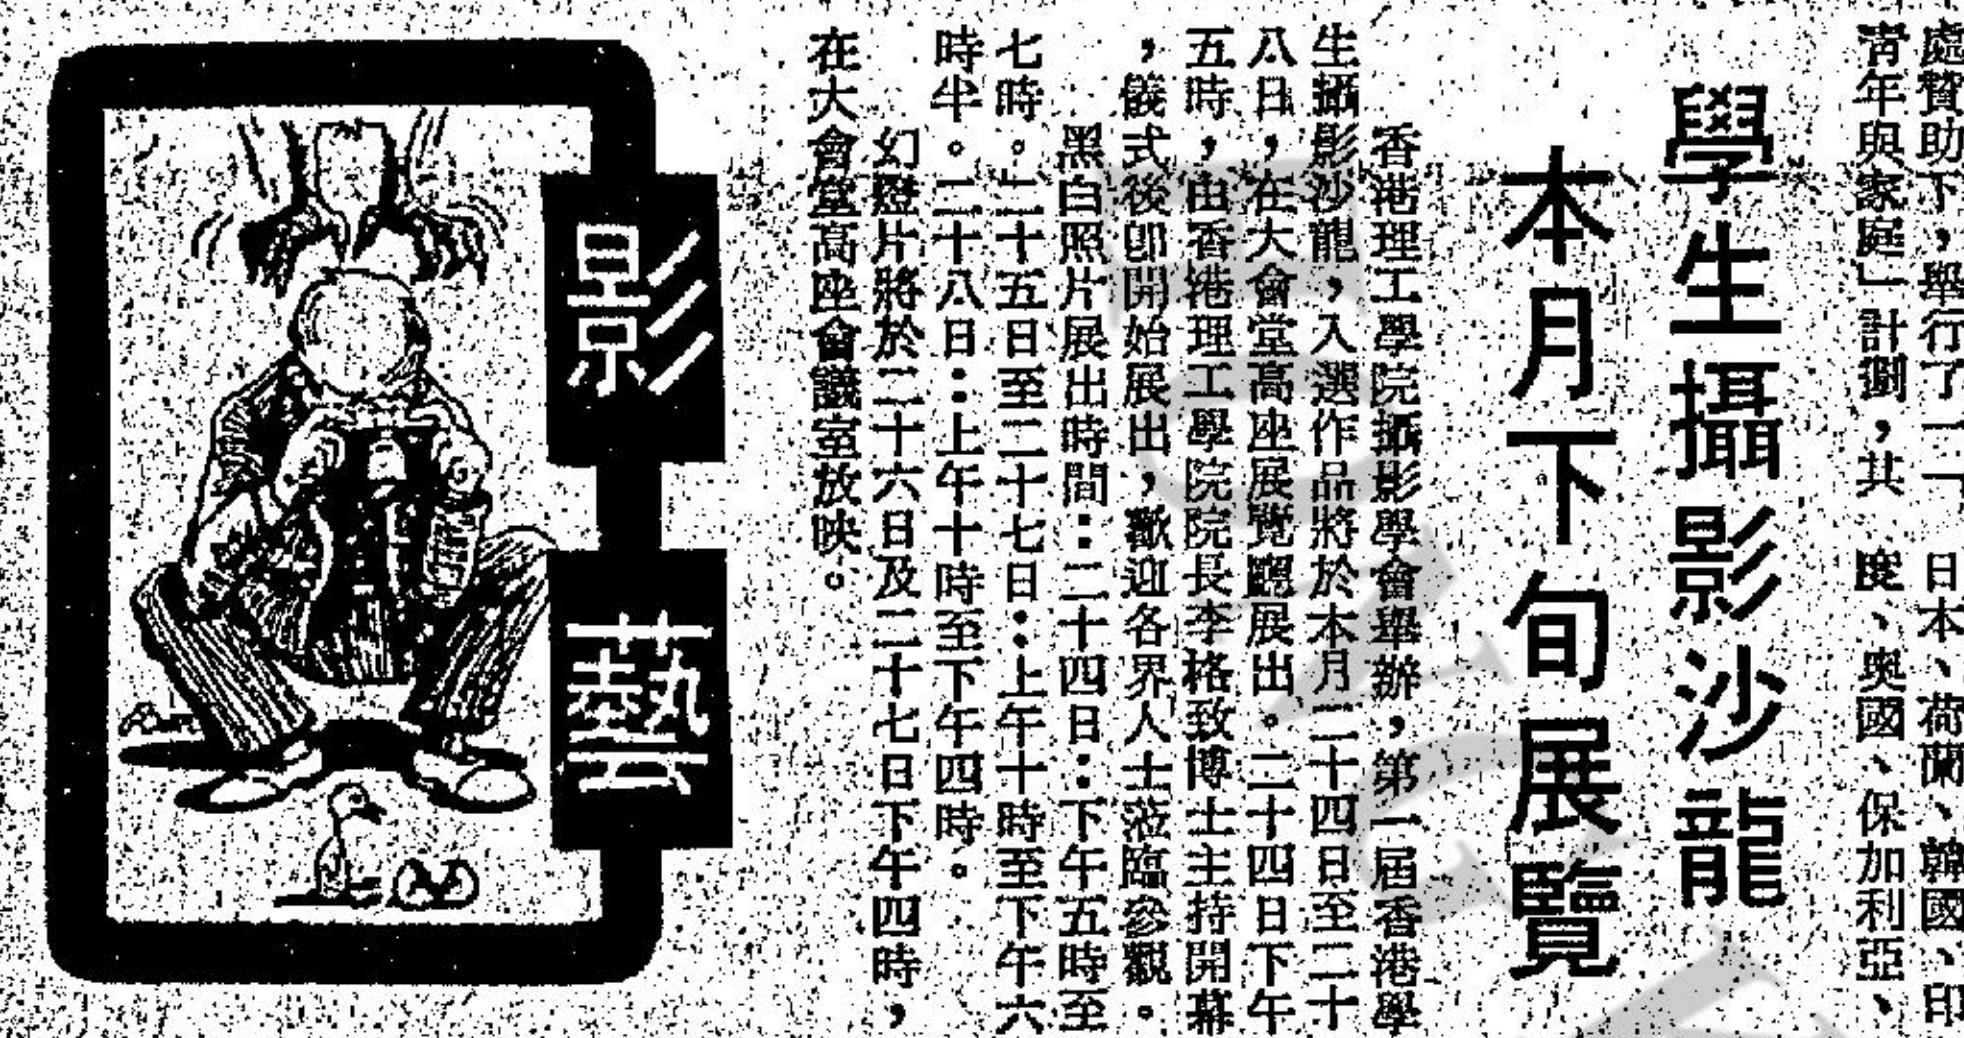 處贊助下，舉行了一「
青年與家庭」計劃，其
日本、荷蘭、韓國、印
度、奧國、保加利亞、
學生攝影沙龍
本月下旬展覽
香港理工學院攝影學會舉辦，第一屆香港學
生攝影沙龍，入選作品將於本月二十四日至二十
八日，在大會堂高座展覽廳展出。二十四日下午
五時，由香港理工學院院長李格致博士主持開幕
，儀式後卽開始展出，歡迎各界人士蒞臨參觀。
黑白照片展出時間：二十四日：下午五時至
七時。二十五日至二十七日：上午十時至下午六
時半。二十八日：上午十時至下午四時。
幻燈片將於二十六日及二十七日下午四時，
在大會堂高座會議室放映。
影藝